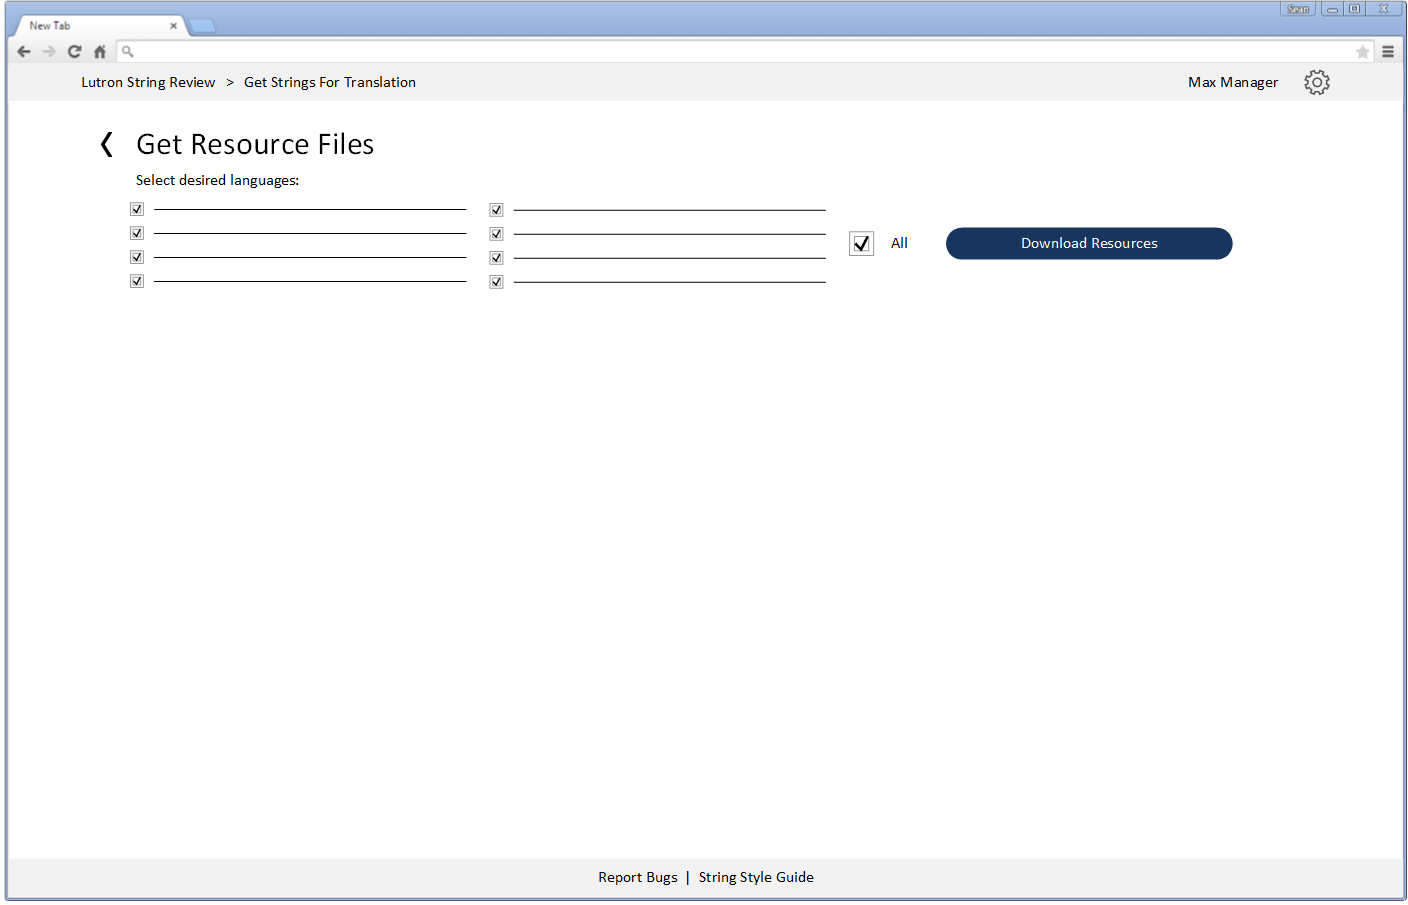 Sean
New Tab
Lutron String Review > Get Strings For Translation
Max Manager
Get Resource Files
Select desired languages:
All
Download Resources
Report Bugs | String Style Guide